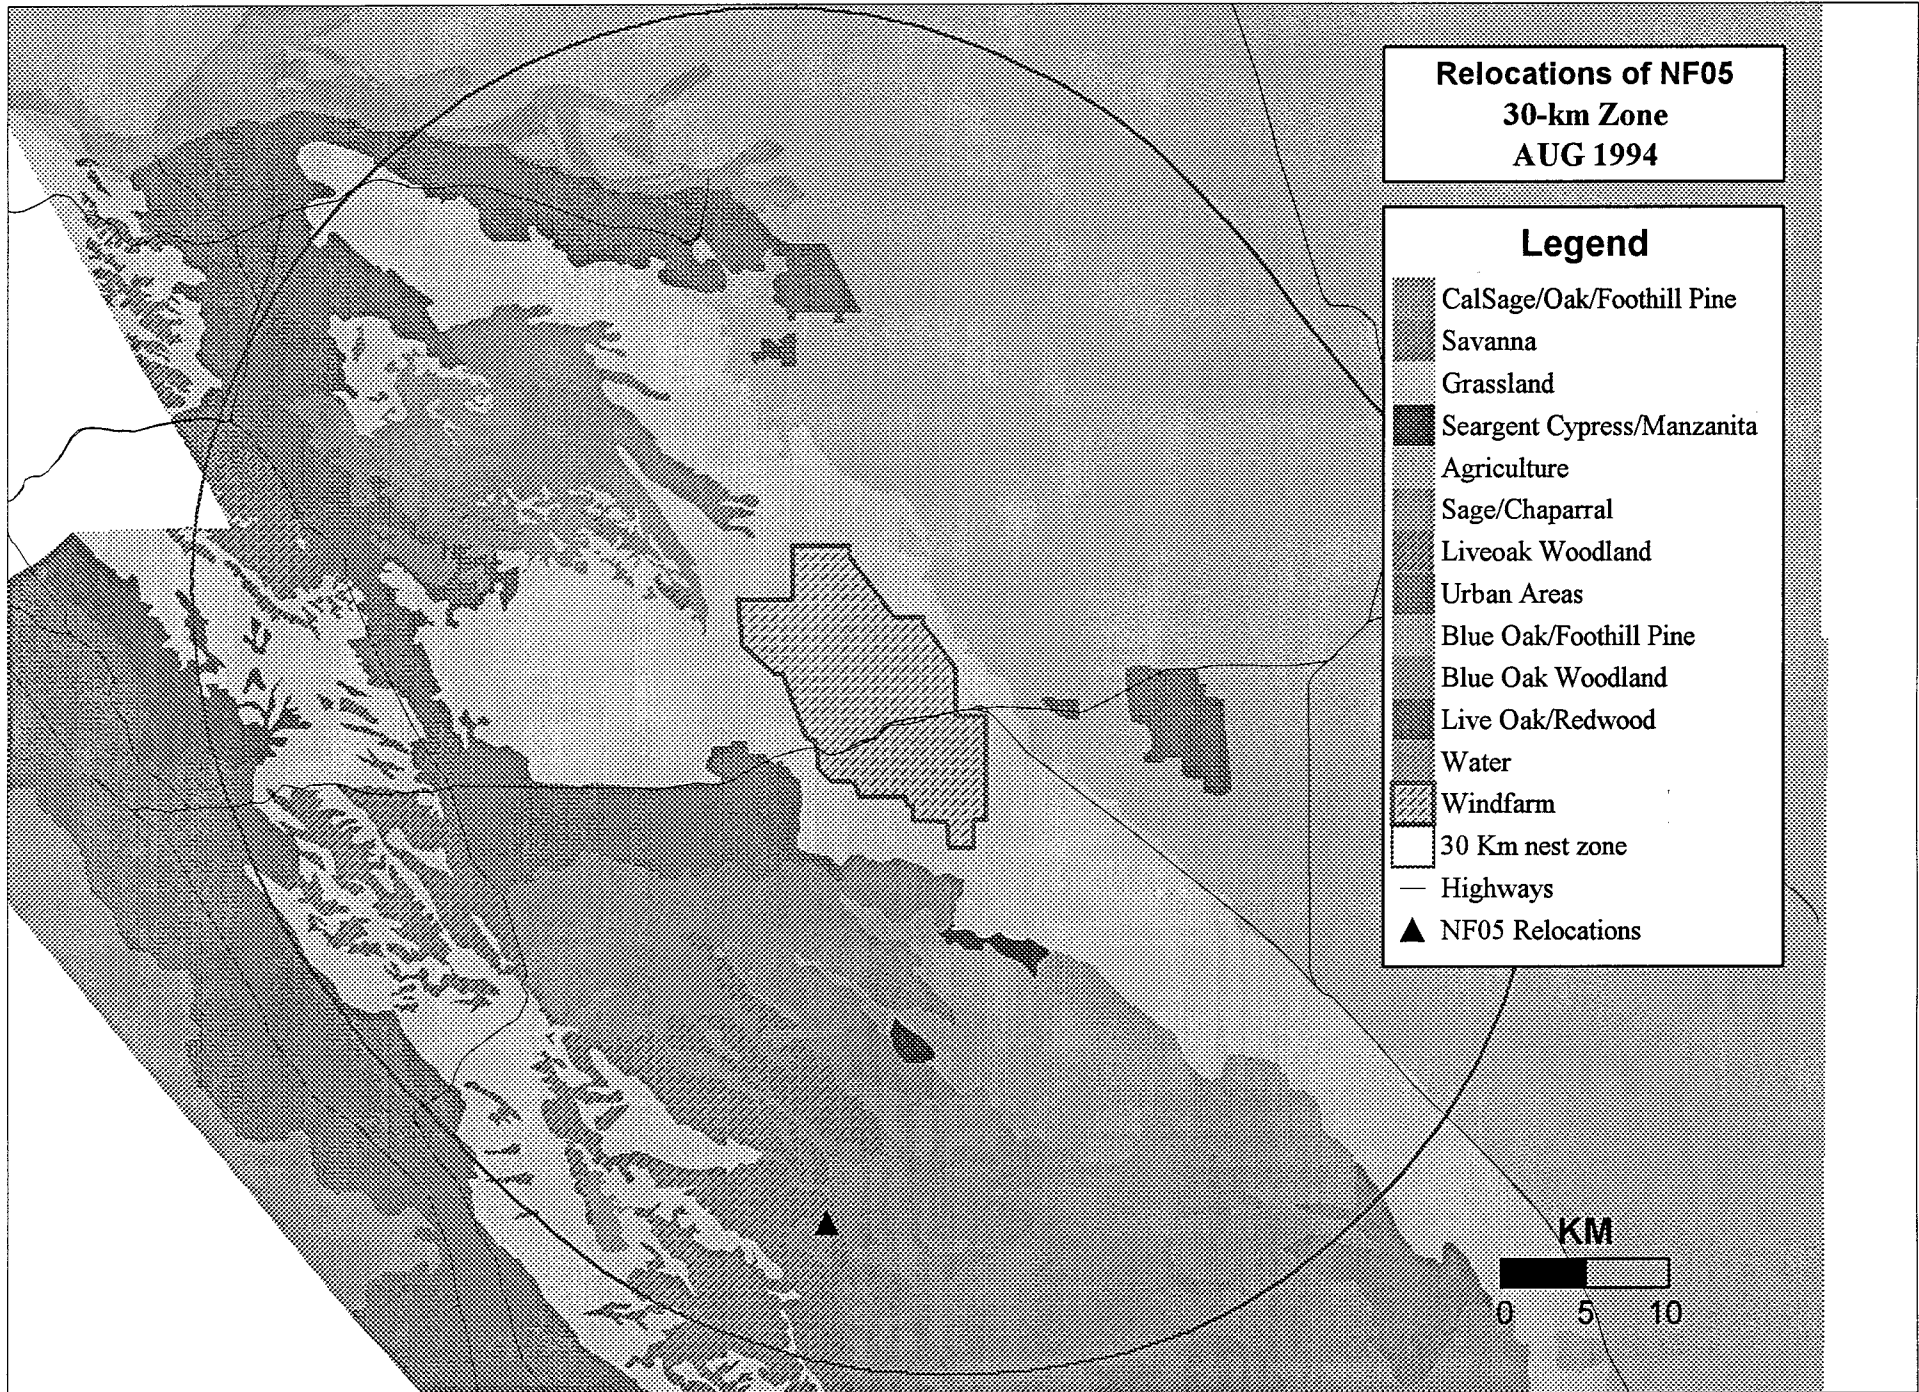 Relocations of NF05
30-km Zone
AUG 1994
Legend
CalSage/Oak/Foothill Pine
Savanna
Grassland
Seargent Cypress/Manzanita
Agriculture
Sage/Chaparral
Liveoak Woodland
Urban Areas
Blue Oak/Foothill Pine
Blue Oak Woodland
Live Oak/Redwood
Water
Windfarm
30 Km nest zone
Highways
NF05 Relocations
KM
0 5 10